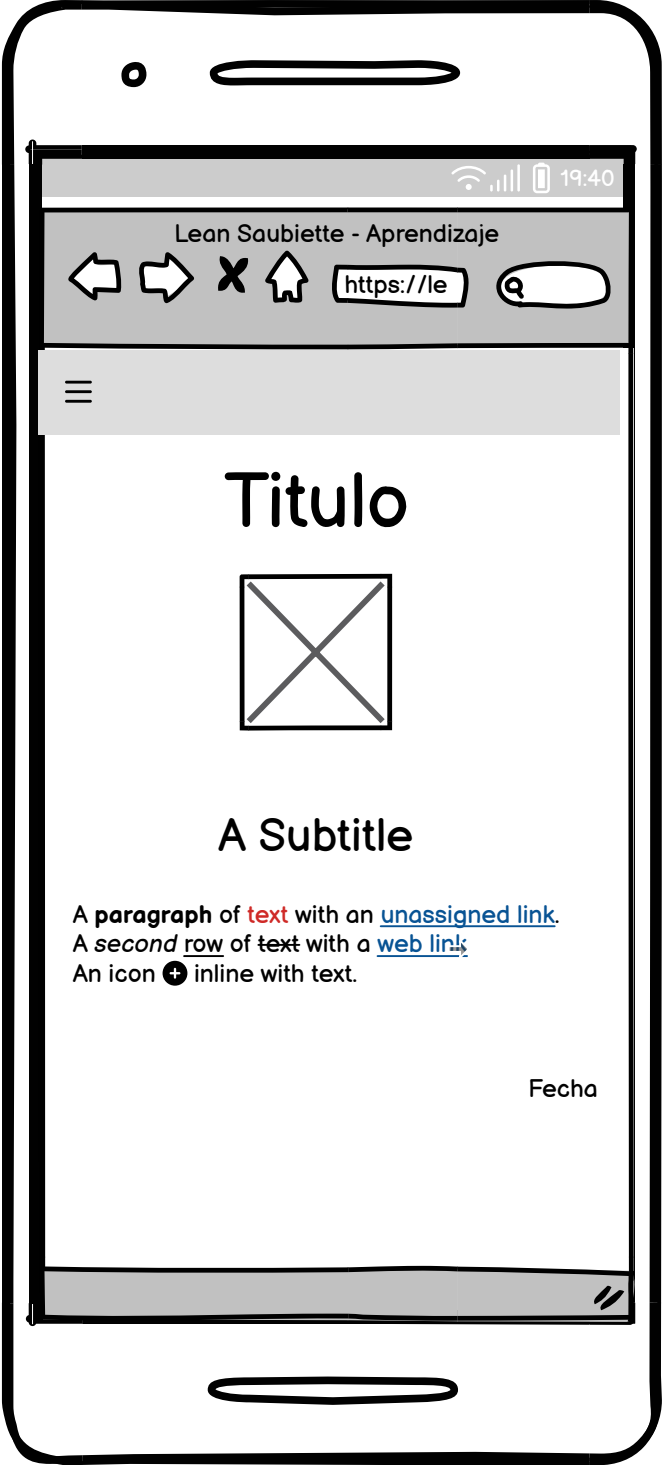 19:40
Lean Saubiette - Aprendizaje
https://le
Titulo
A Subtitle
A paragraph of text with an unassigned link.
A second row of text with a web link
An icon inline with text.
Fecha